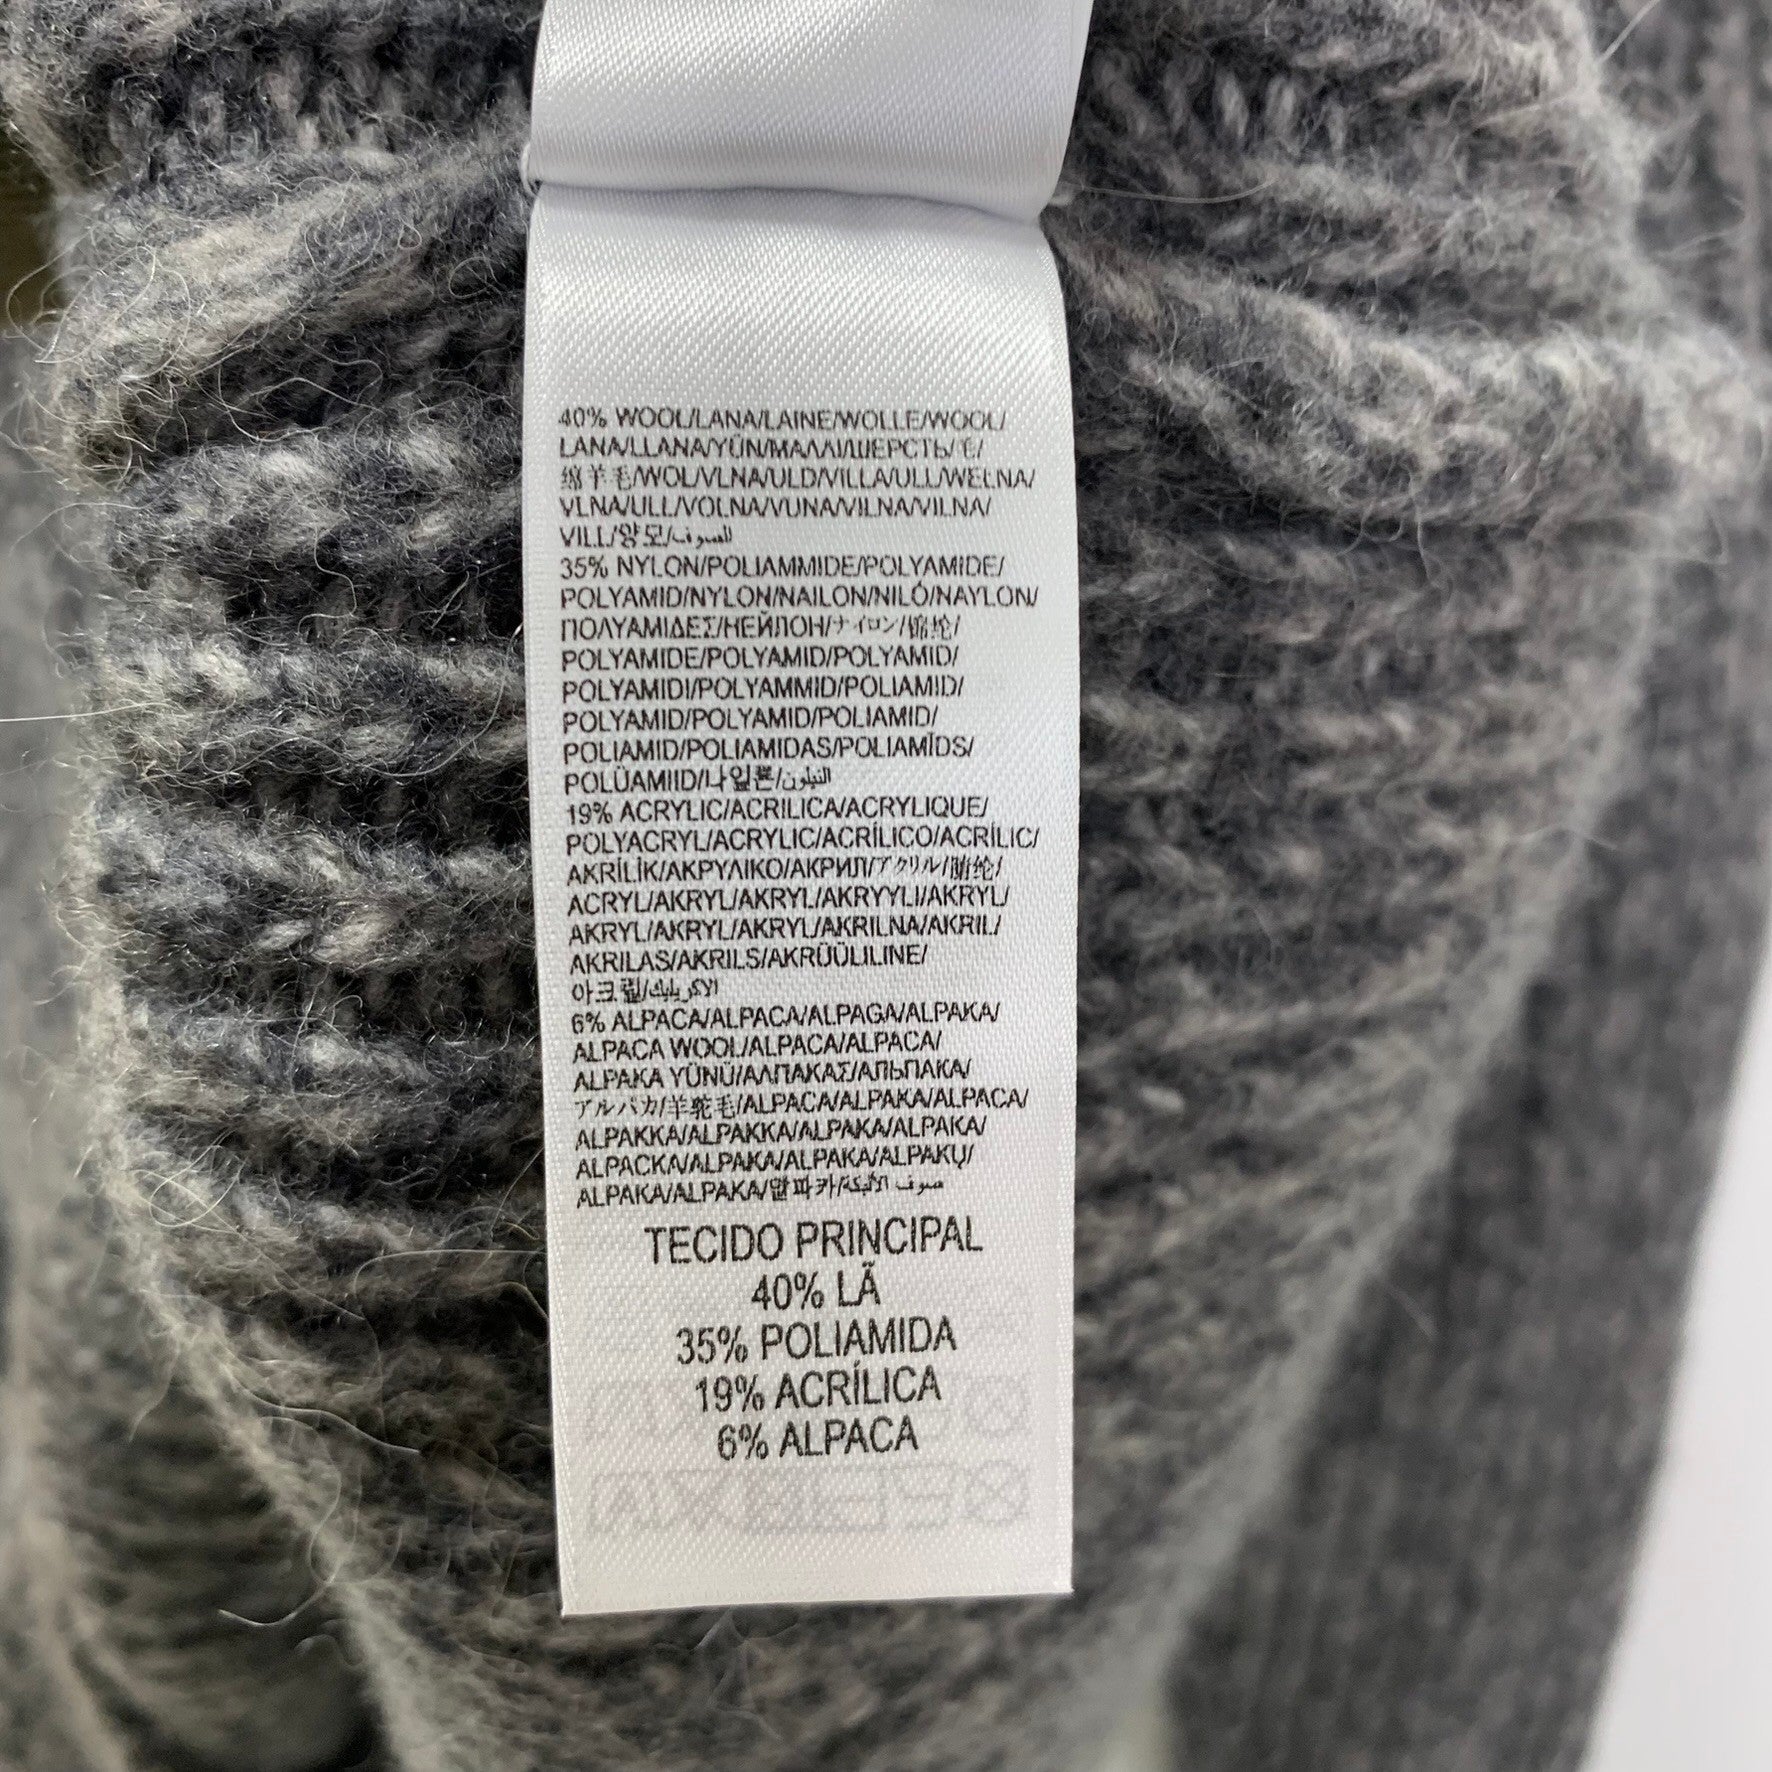 40% WOOL/LANA/LAINE/WOLLE/WOOL/
LANA/LLANA/YÜN/ΜΑΛΛΙ/ШЕРСТЬ/毛/
绵羊毛/WOL/VLNA/ULD/VILLA/ULL/WEŁNA/
VLNA/ULL/VOLNA/VUNA/VILNA/VILNA/
VILL/양모/الصوف
35% NYLON/POLIAMMIDE/POLYAMIDE/
POLYAMID/NYLON/NAILON/NILÓ/NAYLON/
ΠΟΛΥΑΜΙΔΕΣ/НЕЙЛОН/ナイロン/锦纶/
POLYAMIDE/POLYAMID/POLYAMID/
POLYAMIDI/POLYAMMID/POLIAMID/
POLYAMID/POLYAMID/POLIAMID/
POLIAMID/POLIAMIDAS/POLIAMĪDS/
POLÜAMIID/나일론/النيلون
19% ACRYLIC/ACRILICA/ACRYLIQUE/
POLYACRYL/ACRYLIC/ACRÍLICO/ACRÍLIC/
AKRİLİK/ΑΚΡΥΛΙΚΟ/АКРИЛ/アクリル/腈纶/
ACRYL/AKRYL/AKRYL/AKRYYLI/AKRYL/
AKRYL/AKRYL/AKRYL/AKRILNA/AKRIL/
AKRILAS/AKRILS/AKRÜÜLILINE/
아크릴/الاكريليك
6% ALPACA/ALPACA/ALPAGA/ALPAKA/
ALPACA WOOL/ALPACA/ALPACA/
ALPAKA YÜNÜ/ΑΛΠΑΚΑΣ/АЛЬПАКА/
アルパカ/羊驼毛/ALPACA/ALPAKA/ALPACA/
ALPAKKA/ALPAKKA/ALPAKA/ALPAKA/
ALPACKA/ALPAKA/ALPAKA/ALPAKŲ/
ALPAKA/ALPAKA/알파카/صوف الألبكة
TECIDO PRINCIPAL
40% LÃ
35% POLIAMIDA
19% ACRÍLICA
6% ALPACA